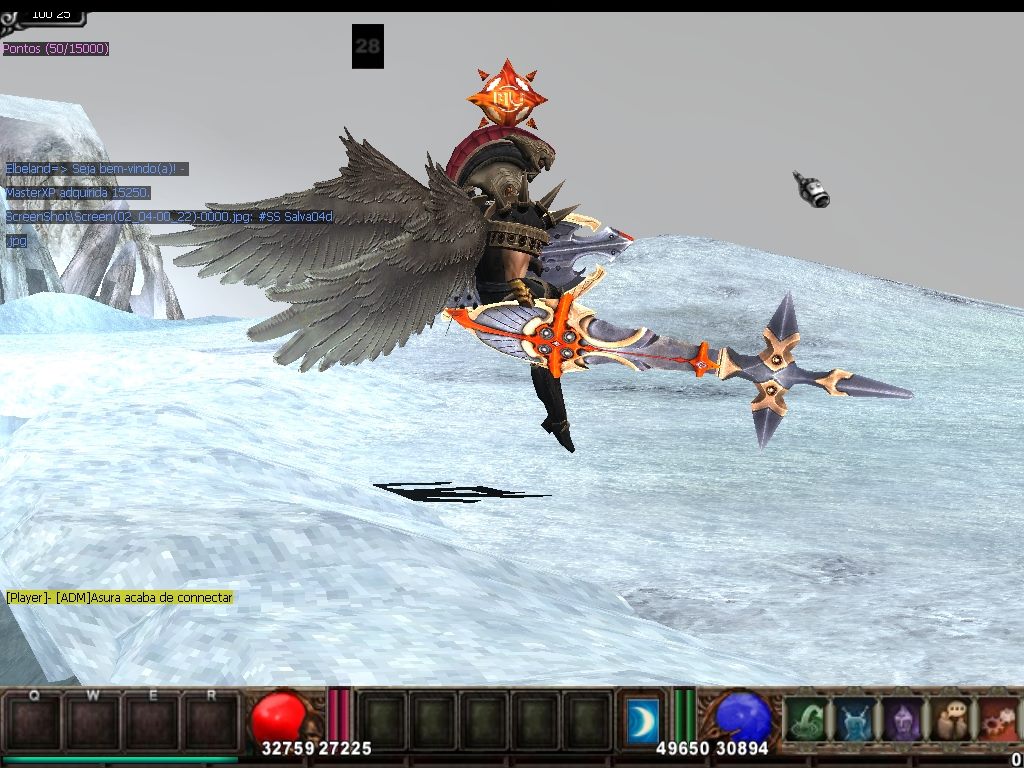 100 25
Pontos (50/15000)
28
MU
Elbeland=> Seja bem-vindo(a)! -
MasterXP adquirida 15250.
ScreenShot\Screen(02_04-00_22)-0000.jpg: #SS Salva04d
.jpg
[Player]- [ADM]Asura acaba de connectar
Q W E R
32759 27225 49650 30894
0